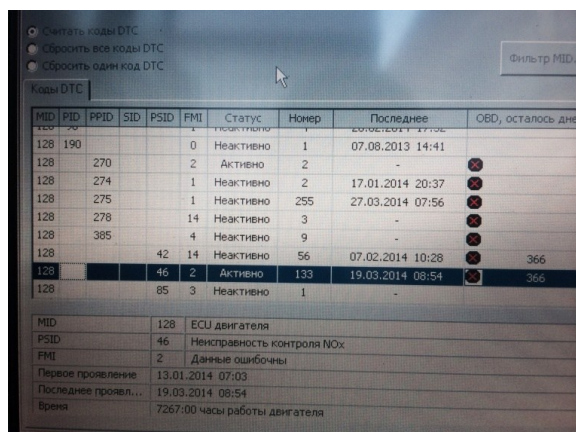 Считать коды DTC
Сбросить все коды DTC
Сбросить один код DTC
Фильтр MID.
Коды DTC
MID PID PPID SID PSID FMI Статус Номер Последнее OBD, осталось дне
128 190 0 Неактивно 1 07.08.2013 14:41
128 270 2 Активно 2 -
128 274 1 Неактивно 2 17.01.2014 20:37
128 275 1 Неактивно 255 27.03.2014 07:56
128 278 14 Неактивно 3 -
128 385 4 Неактивно 9 -
128 42 14 Неактивно 56 07.02.2014 10:28 366
128 46 2 Активно 133 19.03.2014 08:54 366
128 85 3 Неактивно 1 -
MID 128 ECU двигателя
PSID 46 Неисправность контроля NOx
FMI 2 Данные ошибочны
Первое проявление 13.01.2014 07:03
Последнее проявл... 19.03.2014 08:54
Время 7267:00 часы работы двигателя